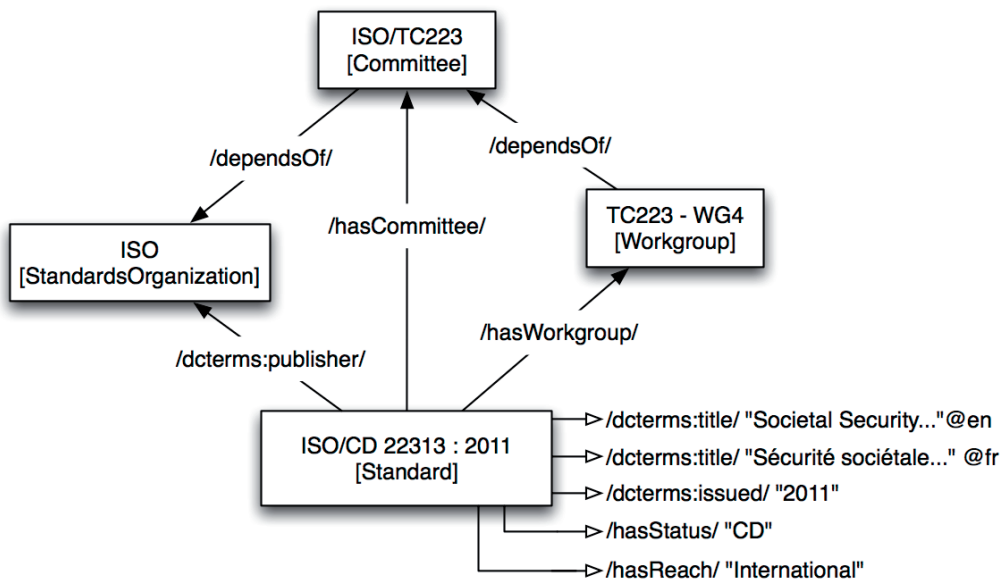 ISO/TC223
[Committee]
/dependsOf/
/dependsOf/
/hasCommittee/
TC223 - WG4
[Workgroup]
ISO
[StandardsOrganization]
/hasWorkgroup/
/dcterms:publisher/
ISO/CD 22313 : 2011
[Standard]
/dcterms:title/ "Societal Security..."@en
/dcterms:title/ "Sécurité sociétale..." @fr
/dcterms:issued/ "2011"
/hasStatus/ "CD"
/hasReach/ "International"